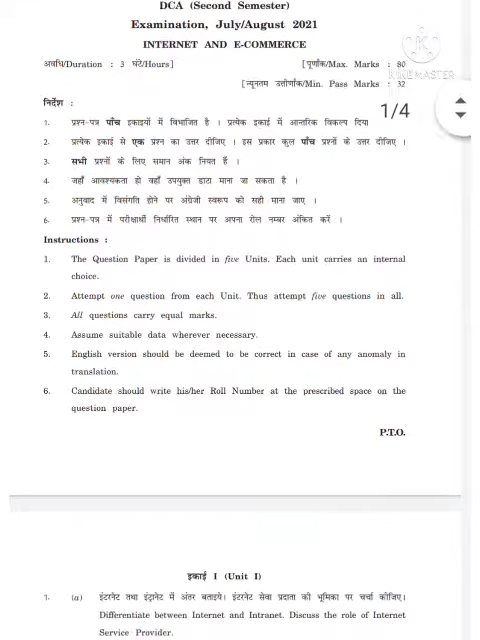 DCA (Second Semester)
Examination, July/August 2021
INTERNET AND E-COMMERCE
अवधि/Duration : 3 घंटे/Hours] [पूर्णांक/Max. Marks : 80
[न्यूनतम उत्तीर्णांक/Min. Pass Marks : 32
KINEMASTER
1/4
निर्देश :
1. प्रश्न-पत्र पाँच इकाइयों में विभाजित है । प्रत्येक इकाई में आन्तरिक विकल्प दिया
2. प्रत्येक इकाई से एक प्रश्न का उत्तर दीजिए । इस प्रकार कुल पाँच प्रश्नों के उत्तर दीजिए ।
3. सभी प्रश्नों के लिए समान अंक नियत हैं ।
4. जहाँ आवश्यकता हो वहाँ उपयुक्त डाटा माना जा सकता है ।
5. अनुवाद में विसंगति होने पर अंग्रेजी स्वरूप को सही माना जाए ।
6. प्रश्न-पत्र में परीक्षार्थी निर्धारित स्थान पर अपना रोल नम्बर अंकित करें ।
Instructions :
1. The Question Paper is divided in five Units. Each unit carries an internal
choice.
2. Attempt one question from each Unit. Thus attempt five questions in all.
3. All questions carry equal marks.
4. Assume suitable data wherever necessary.
5. English version should be deemed to be correct in case of any anomaly in
translation.
6. Candidate should write his/her Roll Number at the prescribed space on the
question paper.
P.T.O.
इकाई I (Unit I)
1. (a) इंटरनेट तथा इंट्रानेट में अंतर बताइये। इंटरनेट सेवा प्रदाता की भूमिका पर चर्चा कीजिए।
Differentiate between Internet and Intranet. Discuss the role of Internet
Service Provider.